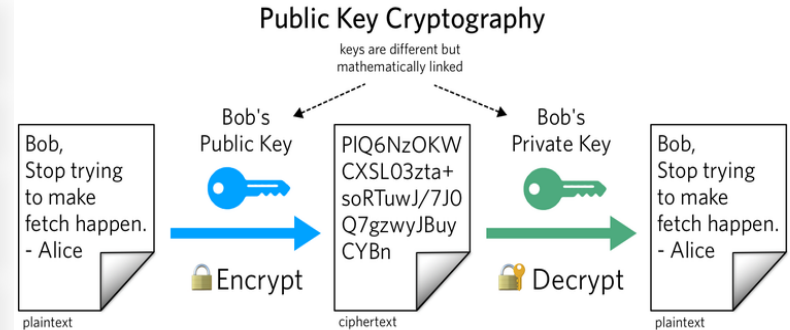 Public Key Cryptography
keys are different but
mathematically linked
Bob,
Stop trying
to make
fetch happen.
- Alice
plaintext
Bob's
Public Key
Encrypt
PlQ6NzOKW
CXSL03zta+
soRTuwJ/7J0
Q7gzwyJBuy
CYBn
ciphertext
Bob's
Private Key
Decrypt
Bob,
Stop trying
to make
fetch happen.
- Alice
plaintext